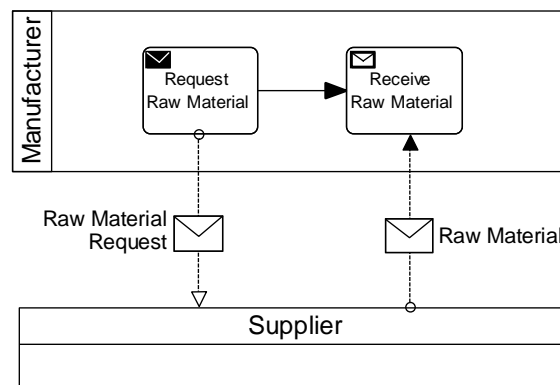 Manufacturer
Request
Raw Material
Receive
Raw Material
Raw Material
Request
Raw Material
Supplier